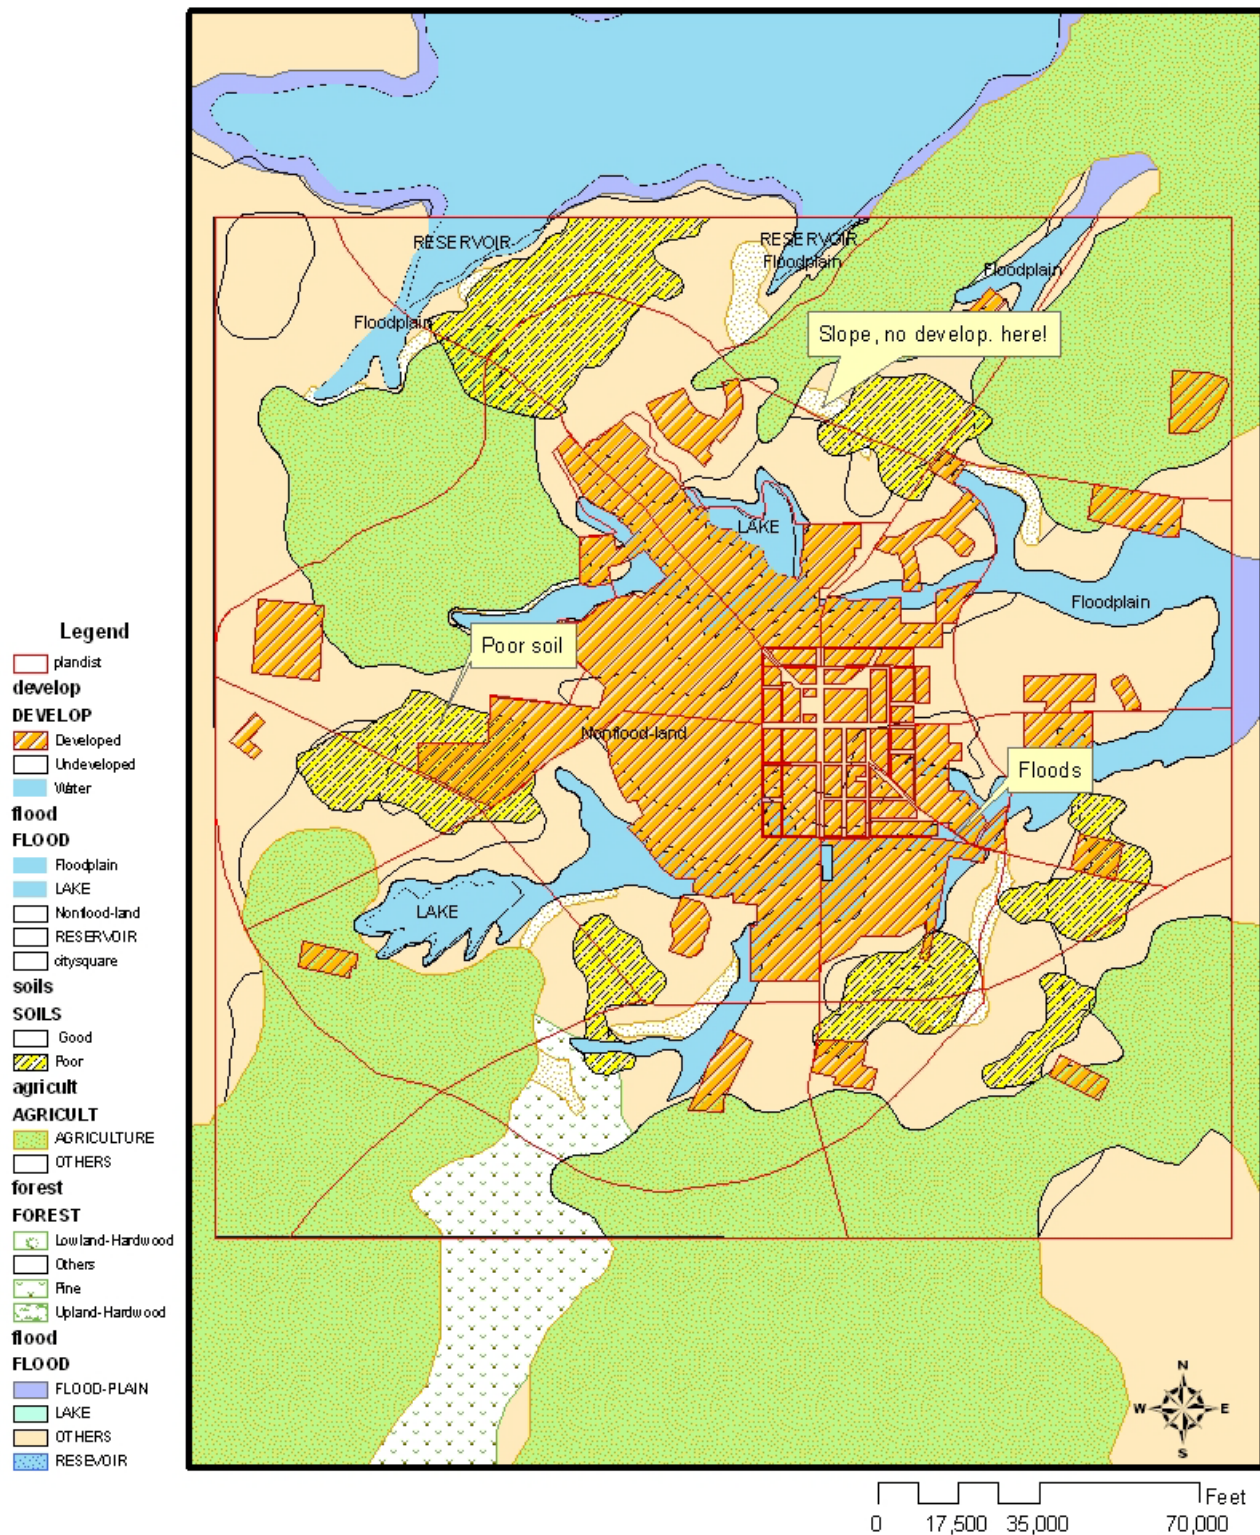 RESERVOIR
RESERVOIR
Floodplain
Floodplain
Floodplain
Slope, no develop. here!
LAKE
Floodplain
Poor soil
Nonflood-land
Floods
LAKE
Legend
plandist
develop
DEVELOP
Developed
Undeveloped
Water
flood
FLOOD
Floodplain
LAKE
Nonflood-land
RESERVOIR
citysquare
soils
SOILS
Good
Poor
agricult
AGRICULT
AGRICULTURE
OTHERS
forest
FOREST
Lowland-Hardwood
Others
Pine
Upland-Hardwood
flood
FLOOD
FLOOD-PLAIN
LAKE
OTHERS
RESEVOIR
N
W E
S
Feet
0 17,500 35,000 70,000